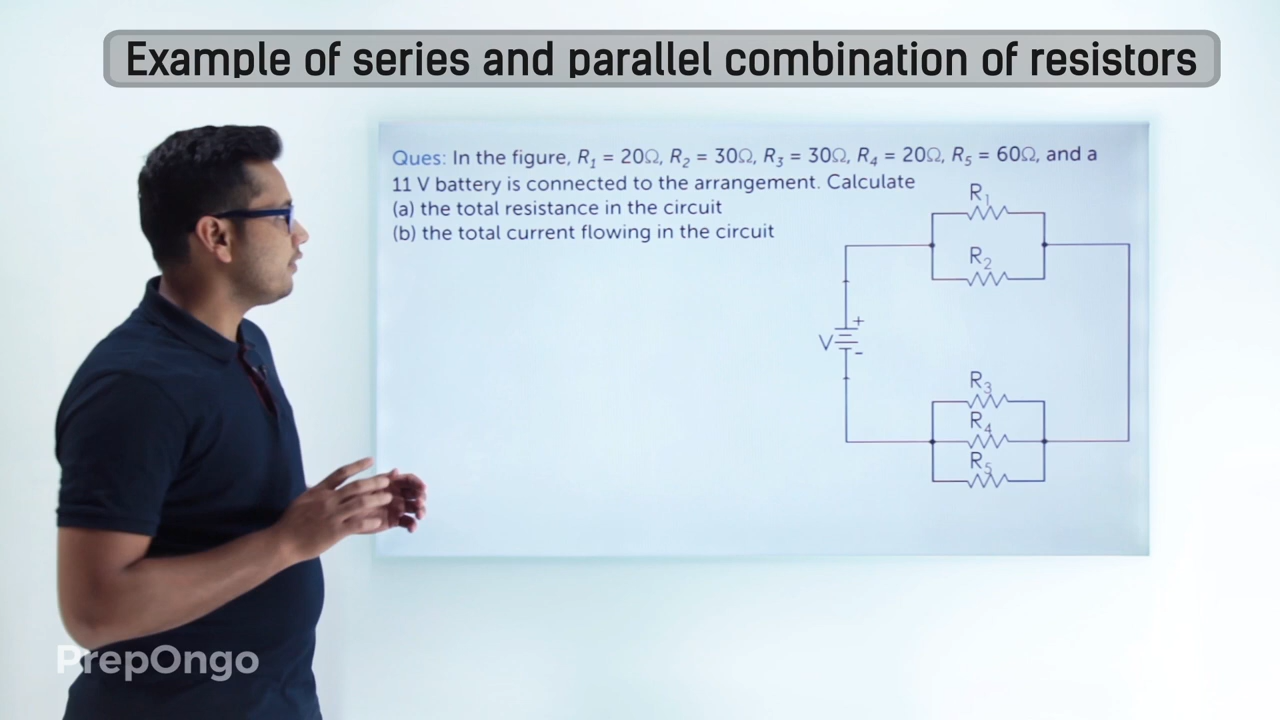 Example of series and parallel combination of resistors
Ques: In the figure, R₁ = 20Ω, R₂ = 30Ω, R₃ = 30Ω, R₄ = 20Ω, R₅ = 60Ω, and a
11 V battery is connected to the arrangement. Calculate
(a) the total resistance in the circuit
(b) the total current flowing in the circuit
R₁
R₂
+
V
-
R₃
R₄
R₅
PrepOngo